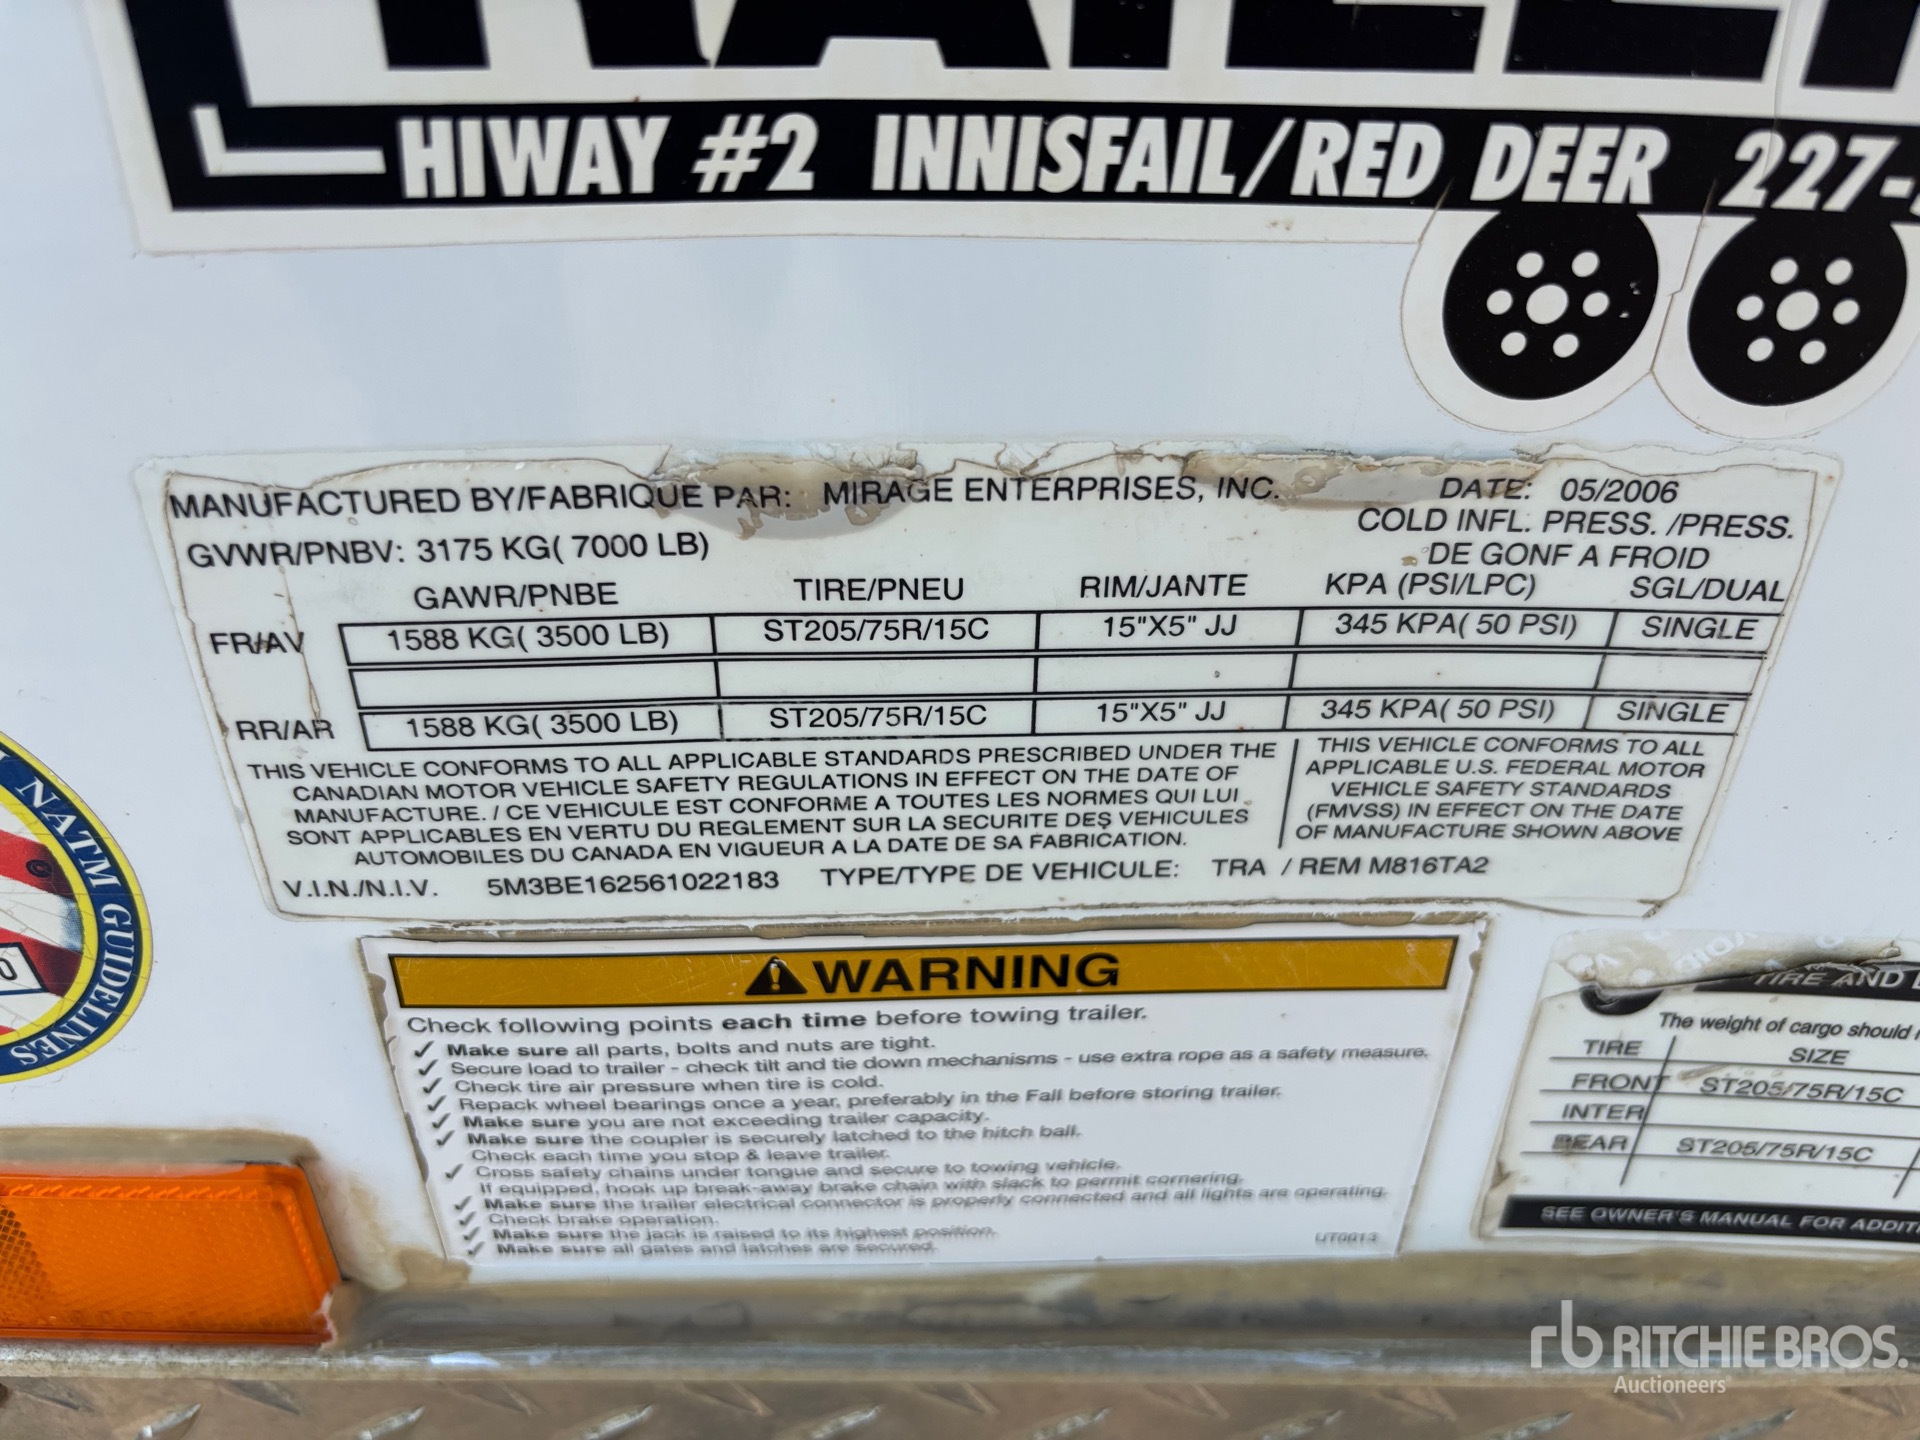 HIWAY #2 INNISFAIL/RED DEER 227-
MANUFACTURED BY/FABRIQUE PAR: MIRAGE ENTERPRISES, INC. DATE: 05/2006
GVWR/PNBV: 3175 KG( 7000 LB) COLD INFL. PRESS. /PRESS.
DE GONF A FROID
GAWR/PNBE TIRE/PNEU RIM/JANTE KPA (PSI/LPC) SGL/DUAL
FR/AV 1588 KG( 3500 LB) ST205/75R/15C 15"X5" JJ 345 KPA( 50 PSI) SINGLE
RR/AR 1588 KG( 3500 LB) ST205/75R/15C 15"X5" JJ 345 KPA( 50 PSI) SINGLE
THIS VEHICLE CONFORMS TO ALL APPLICABLE STANDARDS PRESCRIBED UNDER THE
CANADIAN MOTOR VEHICLE SAFETY REGULATIONS IN EFFECT ON THE DATE OF
MANUFACTURE. / CE VEHICULE EST CONFORME A TOUTES LES NORMES QUI LUI
SONT APPLICABLES EN VERTU DU REGLEMENT SUR LA SECURITE DES VEHICULES
AUTOMOBILES DU CANADA EN VIGUEUR A LA DATE DE SA FABRICATION.
THIS VEHICLE CONFORMS TO ALL
APPLICABLE U.S. FEDERAL MOTOR
VEHICLE SAFETY STANDARDS
(FMVSS) IN EFFECT ON THE DATE
OF MANUFACTURE SHOWN ABOVE
V.I.N./N.I.V. 5M3BE162561022183 TYPE/TYPE DE VEHICULE: TRA / REM M816TA2
NATM GUIDELINES
WARNING
Check following points each time before towing trailer.
✓ Make sure all parts, bolts and nuts are tight.
✓ Secure load to trailer - check tilt and tie down mechanisms - use extra rope as a safety measure.
✓ Check tire air pressure when tire is cold.
✓ Repack wheel bearings once a year, preferably in the Fall before storing trailer.
✓ Make sure you are not exceeding trailer capacity.
✓ Make sure the coupler is securely latched to the hitch ball.
Check each time you stop & leave trailer.
✓ Cross safety chains under tongue and secure to towing vehicle.
If equipped, hook up break-away brake chain with slack to permit cornering.
✓ Make sure the trailer electrical connector is properly connected and all lights are operating.
✓ Check brake operation.
✓ Make sure the jack is raised to its highest position.
✓ Make sure all gates and latches are secured.
UT0013
TIRE AND
The weight of cargo should
TIRE SIZE
FRONT ST205/75R/15C
INTER
REAR ST205/75R/15C
SEE OWNER'S MANUAL FOR ADDITI
rb RITCHIE BROS.
Auctioneers